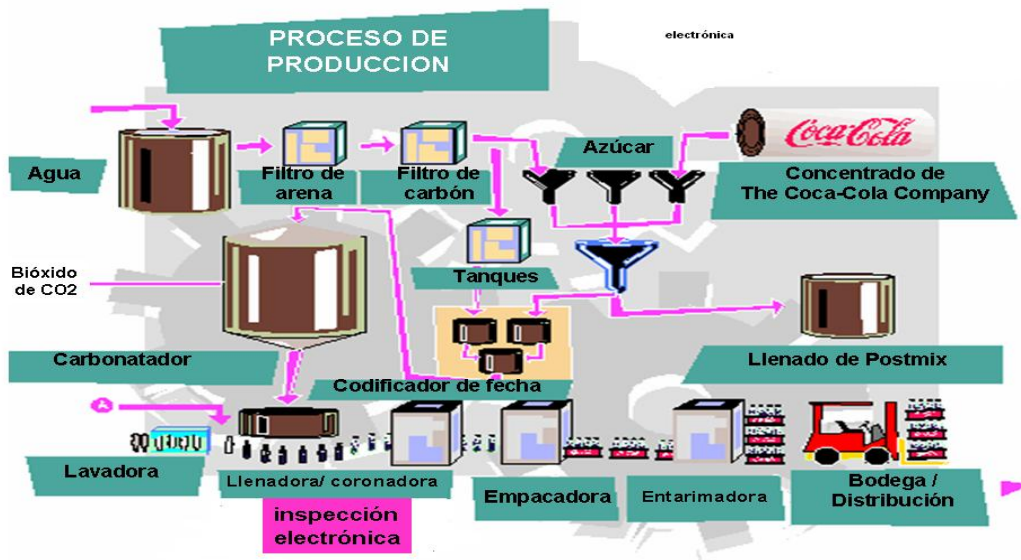 PROCESO DE
PRODUCCION
electrónica
Agua
Filtro de
arena
Filtro de
carbón
Azúcar
Coca-Cola
Concentrado de
The Coca-Cola Company
Bióxido
de CO2
Tanques
Carbonatador
Codificador de fecha
Llenado de Postmix
A
Lavadora
Llenadora/ coronadora
Empacadora
Entarimadora
Bodega /
Distribución
inspección
electrónica